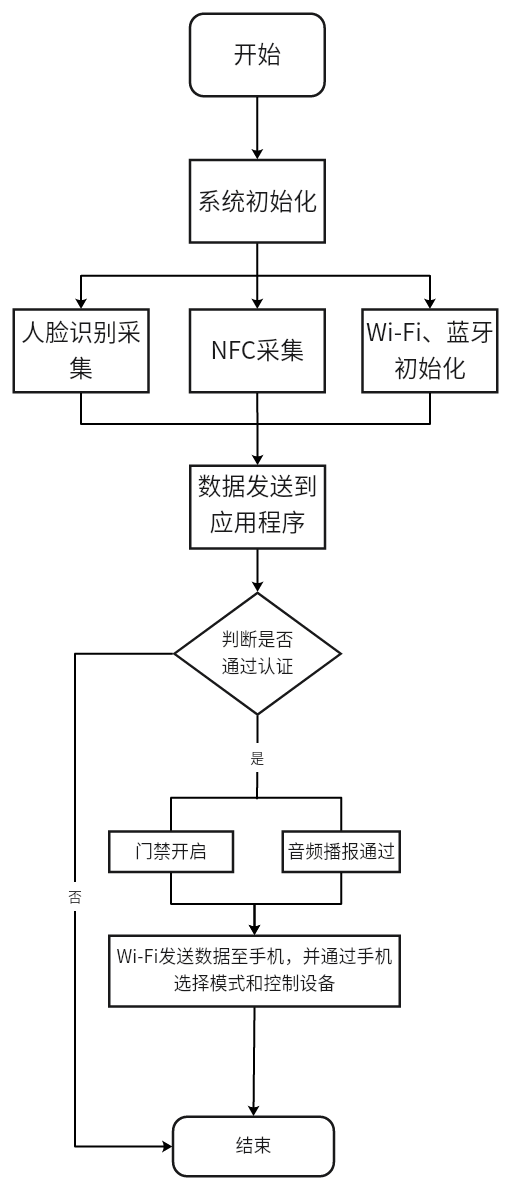 开始
系统初始化
人脸识别采
集
NFC采集
Wi-Fi、蓝牙
初始化
数据发送到
应用程序
判断是否
通过认证
是
门禁开启
音频播报通过
否
Wi-Fi发送数据至手机，并通过手机
选择模式和控制设备
结束